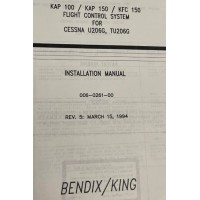 KAP 100 / KAP 150 / KFC 150
FLIGHT CONTROL SYSTEM
FOR
CESSNA U206G, TU206G
INSTALLATION MANUAL
006-0261-00
REV. 5: MARCH 15, 1994
BENDIX/KING